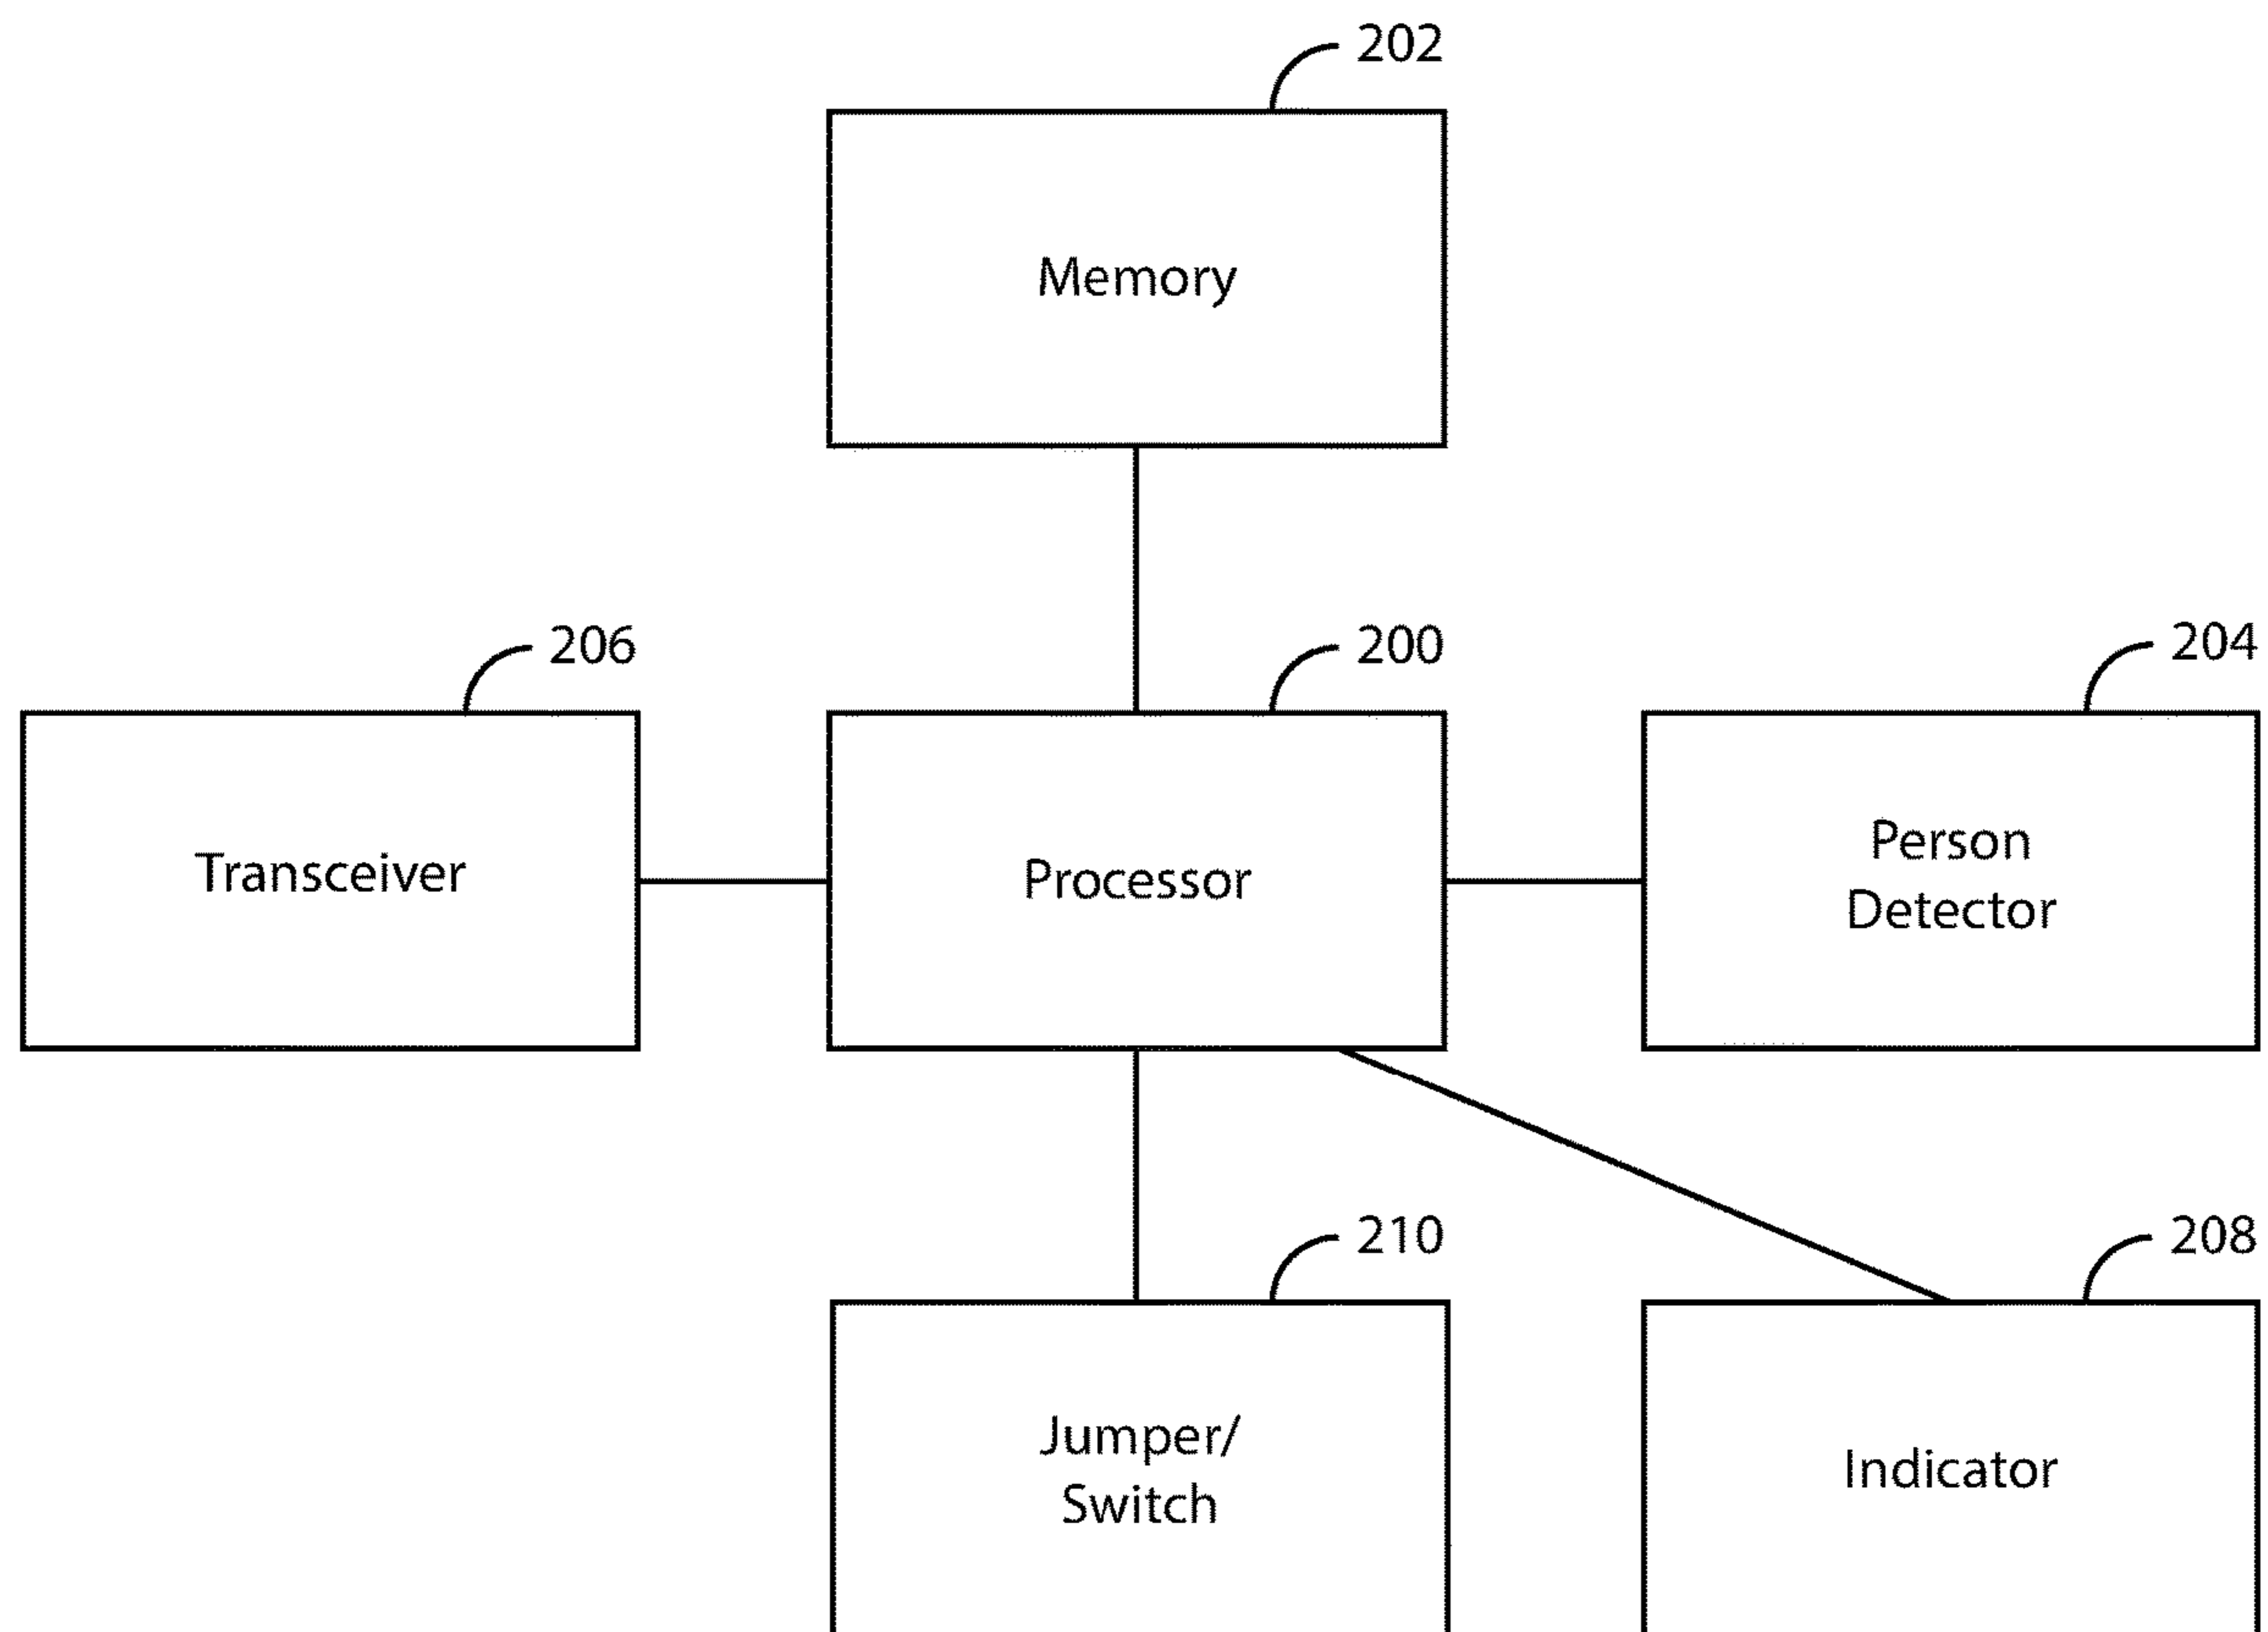 202
Memory
206
200
204
Transceiver
Processor
Person
Detector
210
208
Jumper/
Switch
Indicator